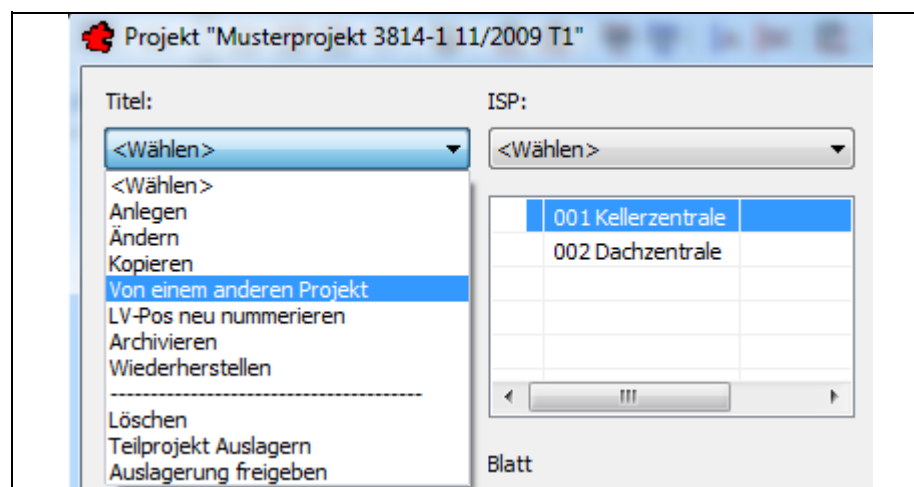 Projekt "Musterprojekt 3814-1 11/2009 T1"
Titel:
ISP:
<Wählen>
<Wählen>
<Wählen>
Anlegen
Ändern
Kopieren
Von einem anderen Projekt
LV-Pos neu nummerieren
Archivieren
Wiederherstellen
----------------------------------------
Löschen
Teilprojekt Auslagern
Auslagerung freigeben
001 Kellerzentrale
002 Dachzentrale
Blatt